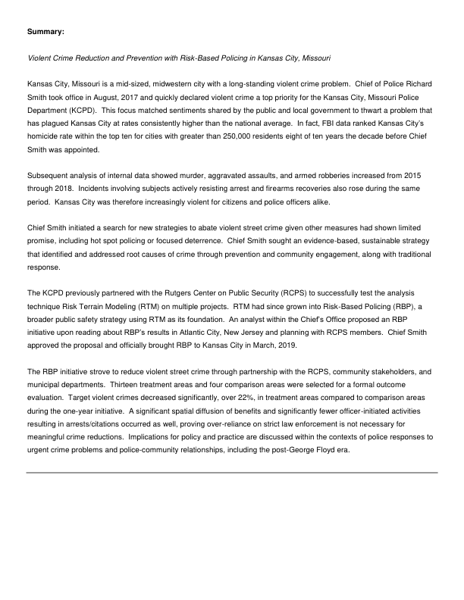 Summary:
Violent Crime Reduction and Prevention with Risk-Based Policing in Kansas City, Missouri
Kansas City, Missouri is a mid-sized, midwestern city with a long-standing violent crime problem.  Chief of Police Richard
Smith took office in August, 2017 and quickly declared violent crime a top priority for the Kansas City, Missouri Police
Department (KCPD).  This focus matched sentiments shared by the public and local government to thwart a problem that
has plagued Kansas City at rates consistently higher than the national average.  In fact, FBI data ranked Kansas City's
homicide rate within the top ten for cities with greater than 250,000 residents eight of ten years the decade before Chief
Smith was appointed.
Subsequent analysis of internal data showed murder, aggravated assaults, and armed robberies increased from 2015
through 2018.  Incidents involving subjects actively resisting arrest and firearms recoveries also rose during the same
period.  Kansas City was therefore increasingly violent for citizens and police officers alike.
Chief Smith initiated a search for new strategies to abate violent street crime given other measures had shown limited
promise, including hot spot policing or focused deterrence.  Chief Smith sought an evidence-based, sustainable strategy
that identified and addressed root causes of crime through prevention and community engagement, along with traditional
response.
The KCPD previously partnered with the Rutgers Center on Public Security (RCPS) to successfully test the analysis
technique Risk Terrain Modeling (RTM) on multiple projects.  RTM had since grown into Risk-Based Policing (RBP), a
broader public safety strategy using RTM as its foundation.  An analyst within the Chief's Office proposed an RBP
initiative upon reading about RBP's results in Atlantic City, New Jersey and planning with RCPS members.  Chief Smith
approved the proposal and officially brought RBP to Kansas City in March, 2019.
The RBP initiative strove to reduce violent street crime through partnership with the RCPS, community stakeholders, and
municipal departments.  Thirteen treatment areas and four comparison areas were selected for a formal outcome
evaluation.  Target violent crimes decreased significantly, over 22%, in treatment areas compared to comparison areas
during the one-year initiative.  A significant spatial diffusion of benefits and significantly fewer officer-initiated activities
resulting in arrests/citations occurred as well, proving over-reliance on strict law enforcement is not necessary for
meaningful crime reductions.  Implications for policy and practice are discussed within the contexts of police responses to
urgent crime problems and police-community relationships, including the post-George Floyd era.